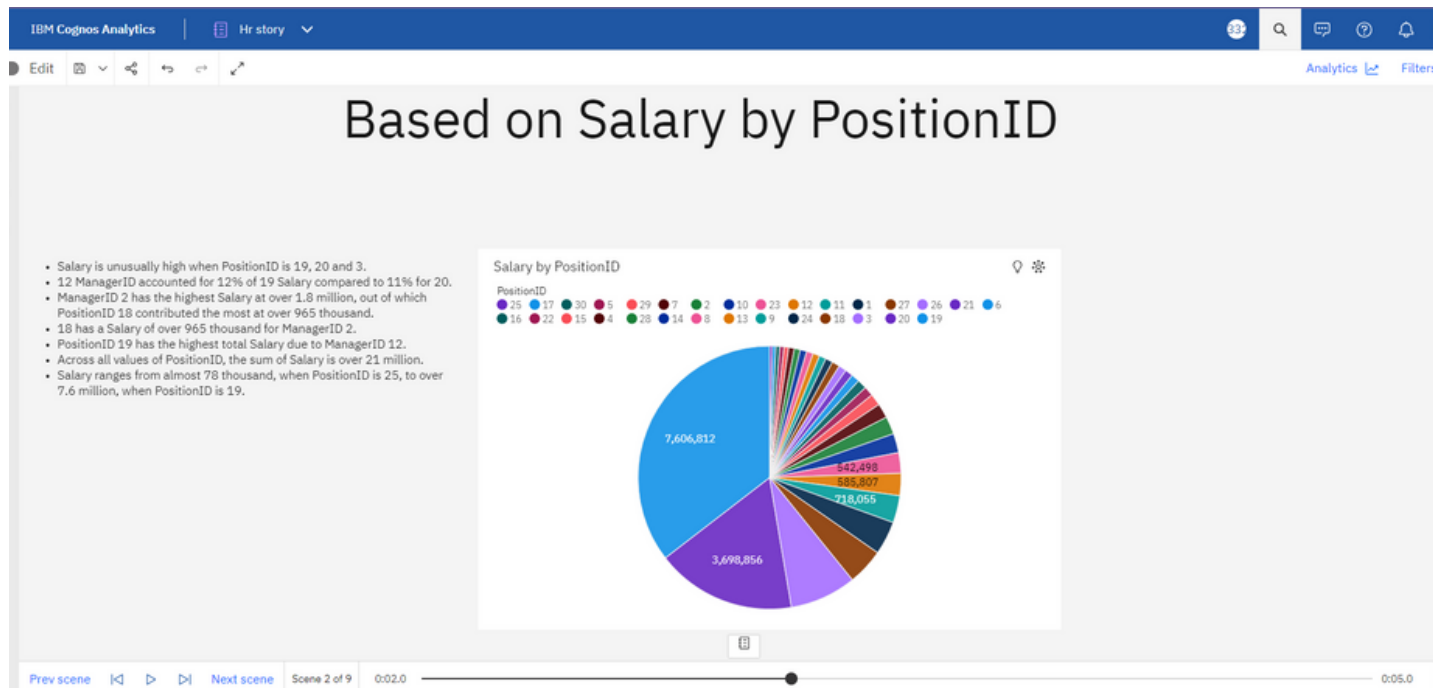 IBM Cognos Analytics
Hr story
Edit
Analytics
Filters
Based on Salary by PositionID
• Salary is unusually high when PositionID is 19, 20 and 3.
• 12 ManagerID accounted for 12% of 19 Salary compared to 11% for 20.
• ManagerID 2 has the highest Salary at over 1.8 million, out of which
PositionID 18 contributed the most at over 965 thousand.
• 18 has a Salary of over 965 thousand for ManagerID 2.
• PositionID 19 has the highest total Salary due to ManagerID 12.
• Across all values of PositionID, the sum of Salary is over 21 million.
• Salary ranges from almost 78 thousand, when PositionID is 25, to over
7.6 million, when PositionID is 19.
Salary by PositionID
PositionID
25 17 30 5 29 7 2 10 23 12 11 1 27 26 21 6
16 22 15 4 28 14 8 13 9 24 18 3 20 19
7,606,812
542,498
585,807
718,055
3,698,856
Prev scene
Next scene
Scene 2 of 9
0:02.0
0:05.0